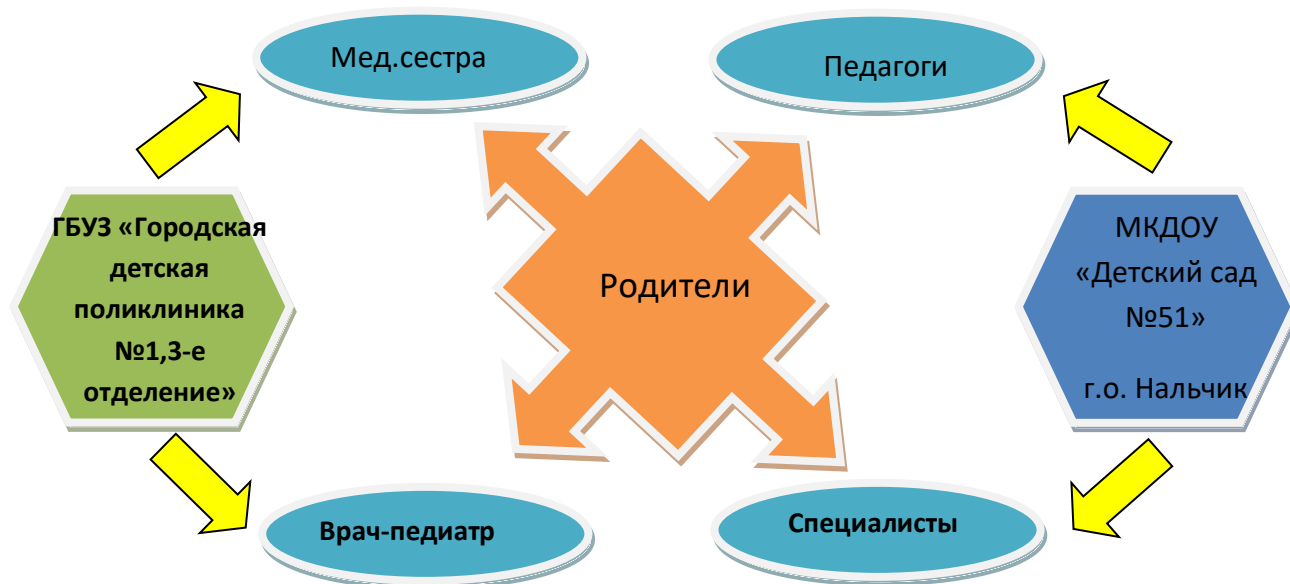 Мед.сестра
Педагоги
ГБУЗ «Городская
детская
поликлиника
№1,3-е
отделение»
Родители
МКДОУ
«Детский сад
№51»
г.о. Нальчик
Врач-педиатр
Специалисты